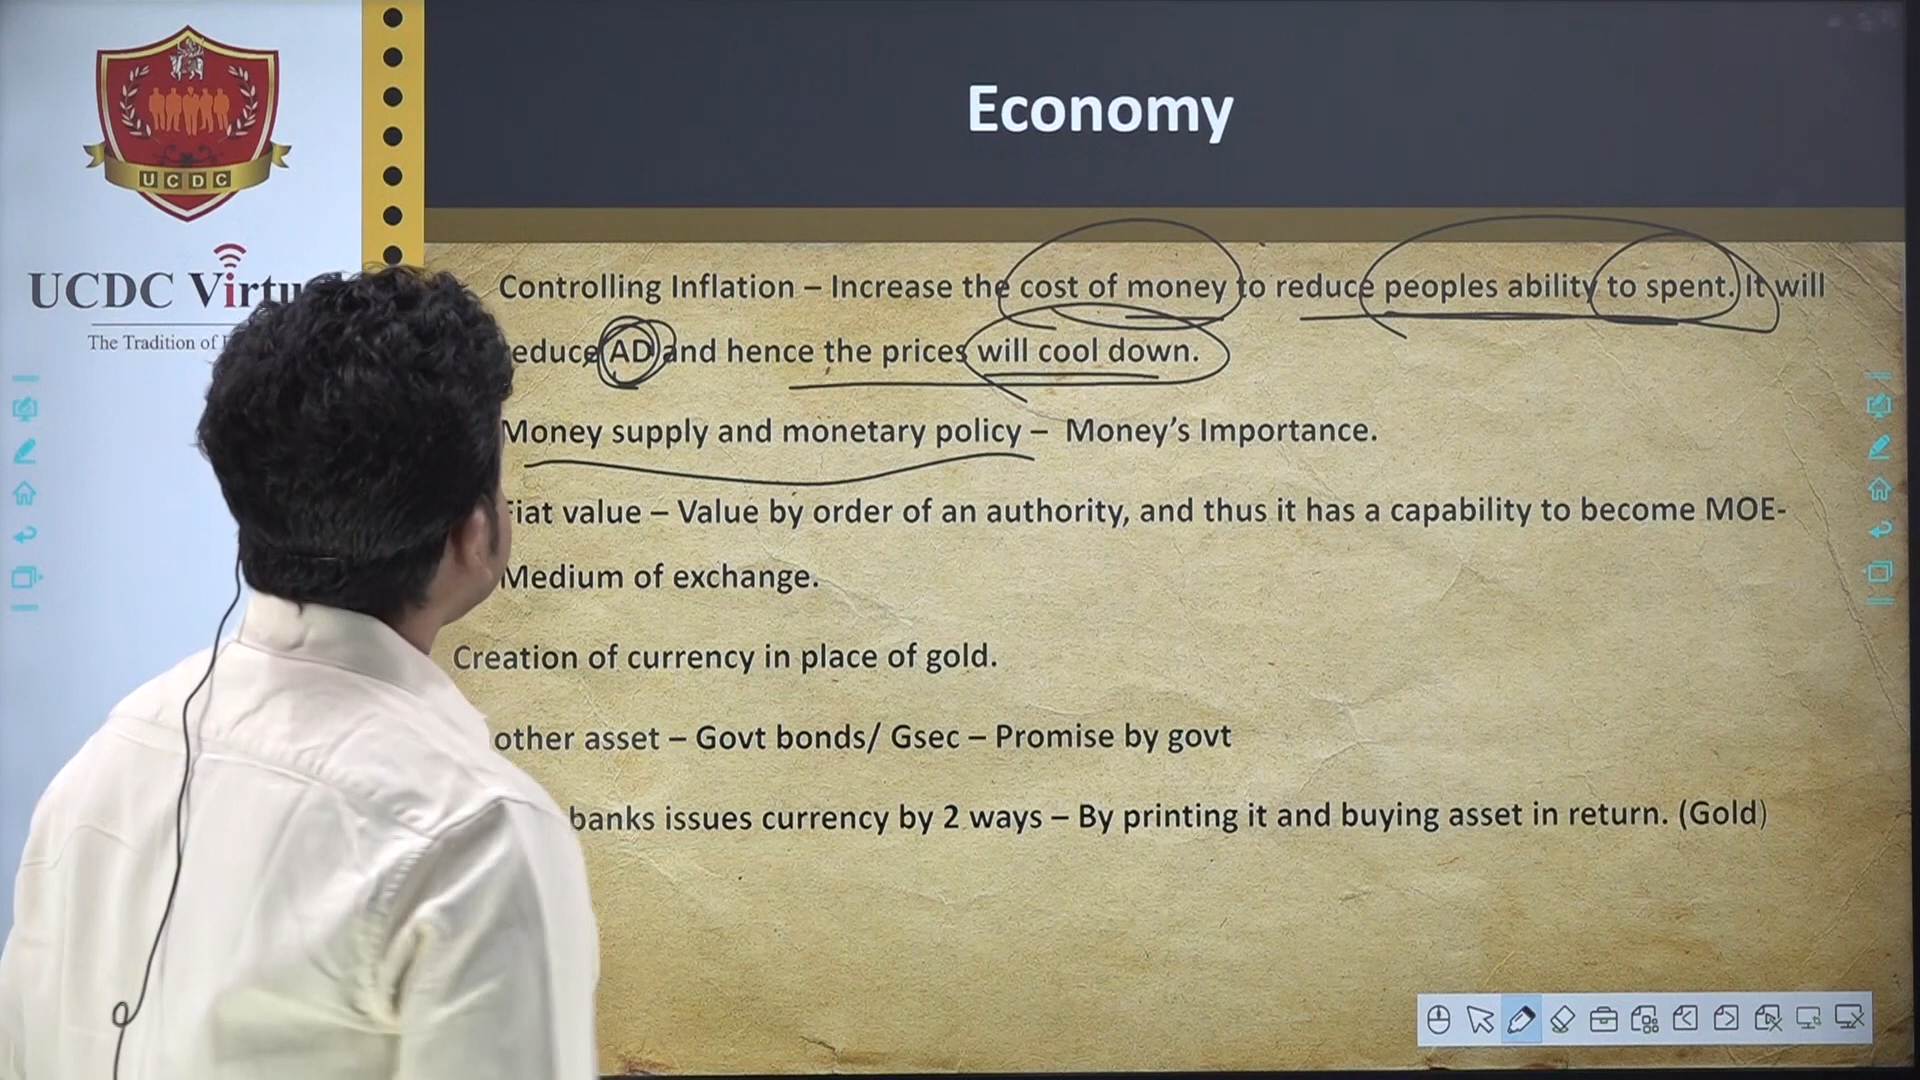 UCDC
UCDC
The Tradition of
Economy
Controlling Inflation – Increase the cost of money to reduce peoples ability to spent. It will
AD and hence the prices will cool down.
Money supply and monetary policy – Money's Importance.
value – Value by order of an authority, and thus it has a capability to become MOE-
Medium of exchange.
Creation of currency in place of gold.
other asset – Govt bonds/ Gsec – Promise by govt
banks issues currency by 2 ways – By printing it and buying asset in return. (Gold)